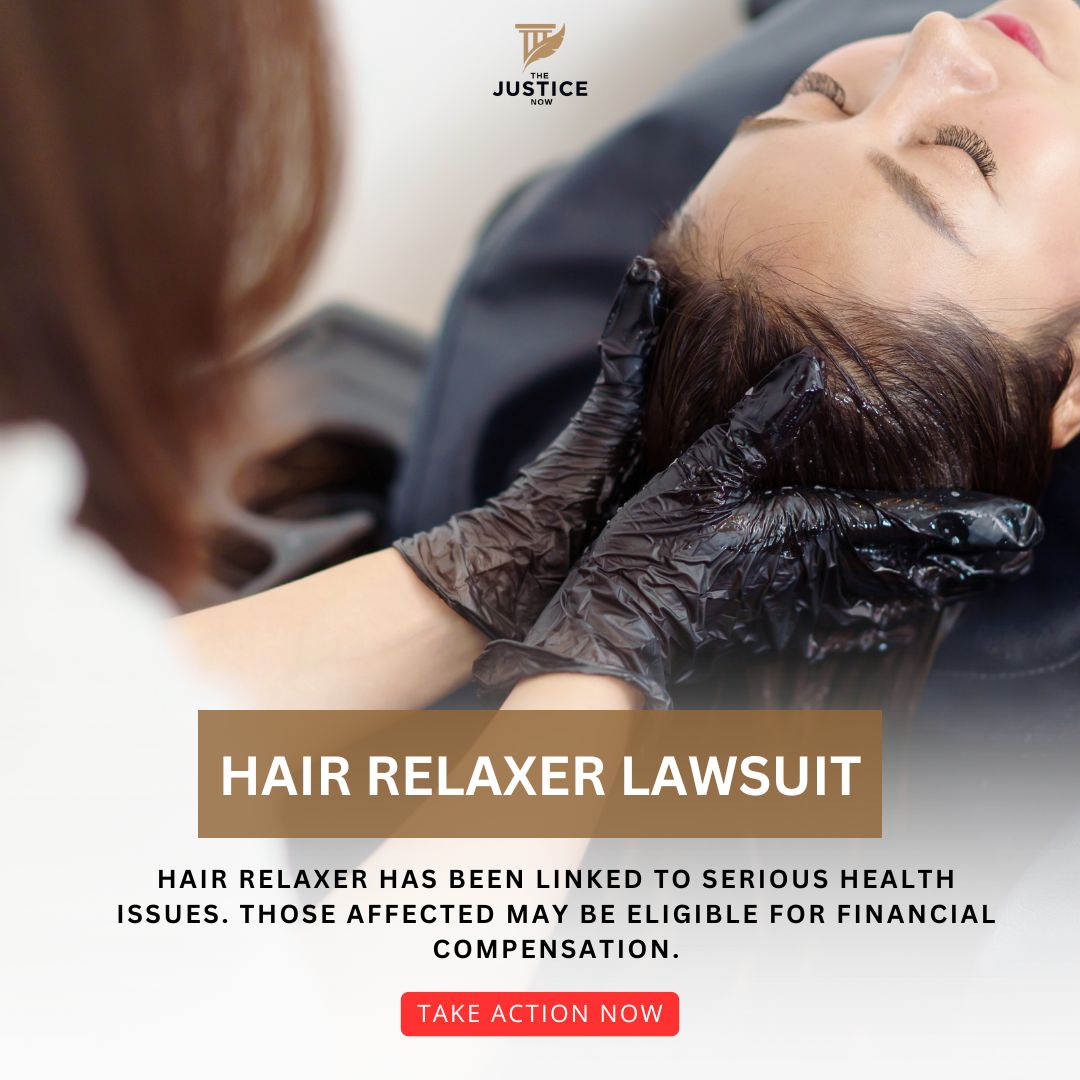 THE
JUSTICE
NOW
HAIR RELAXER LAWSUIT
HAIR RELAXER HAS BEEN LINKED TO SERIOUS HEALTH
ISSUES. THOSE AFFECTED MAY BE ELIGIBLE FOR FINANCIAL
COMPENSATION.
TAKE ACTION NOW